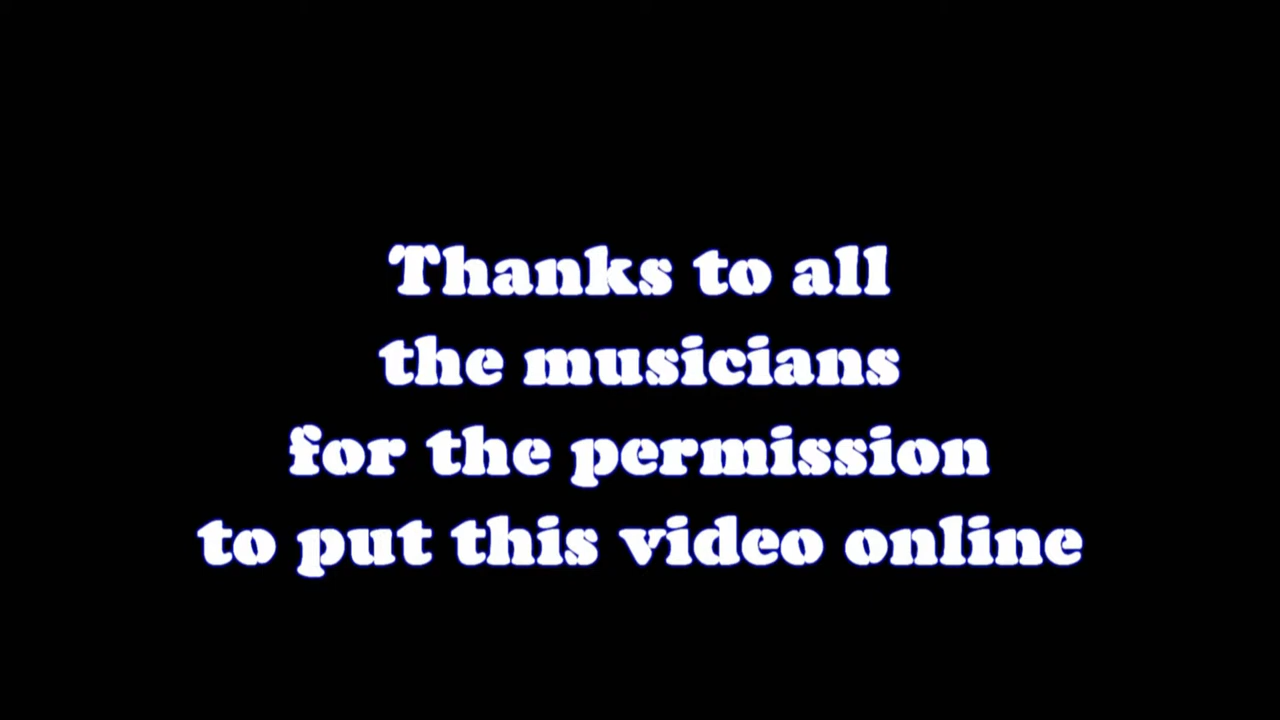 Thanks to all
the musicians
for the permission
to put this video online